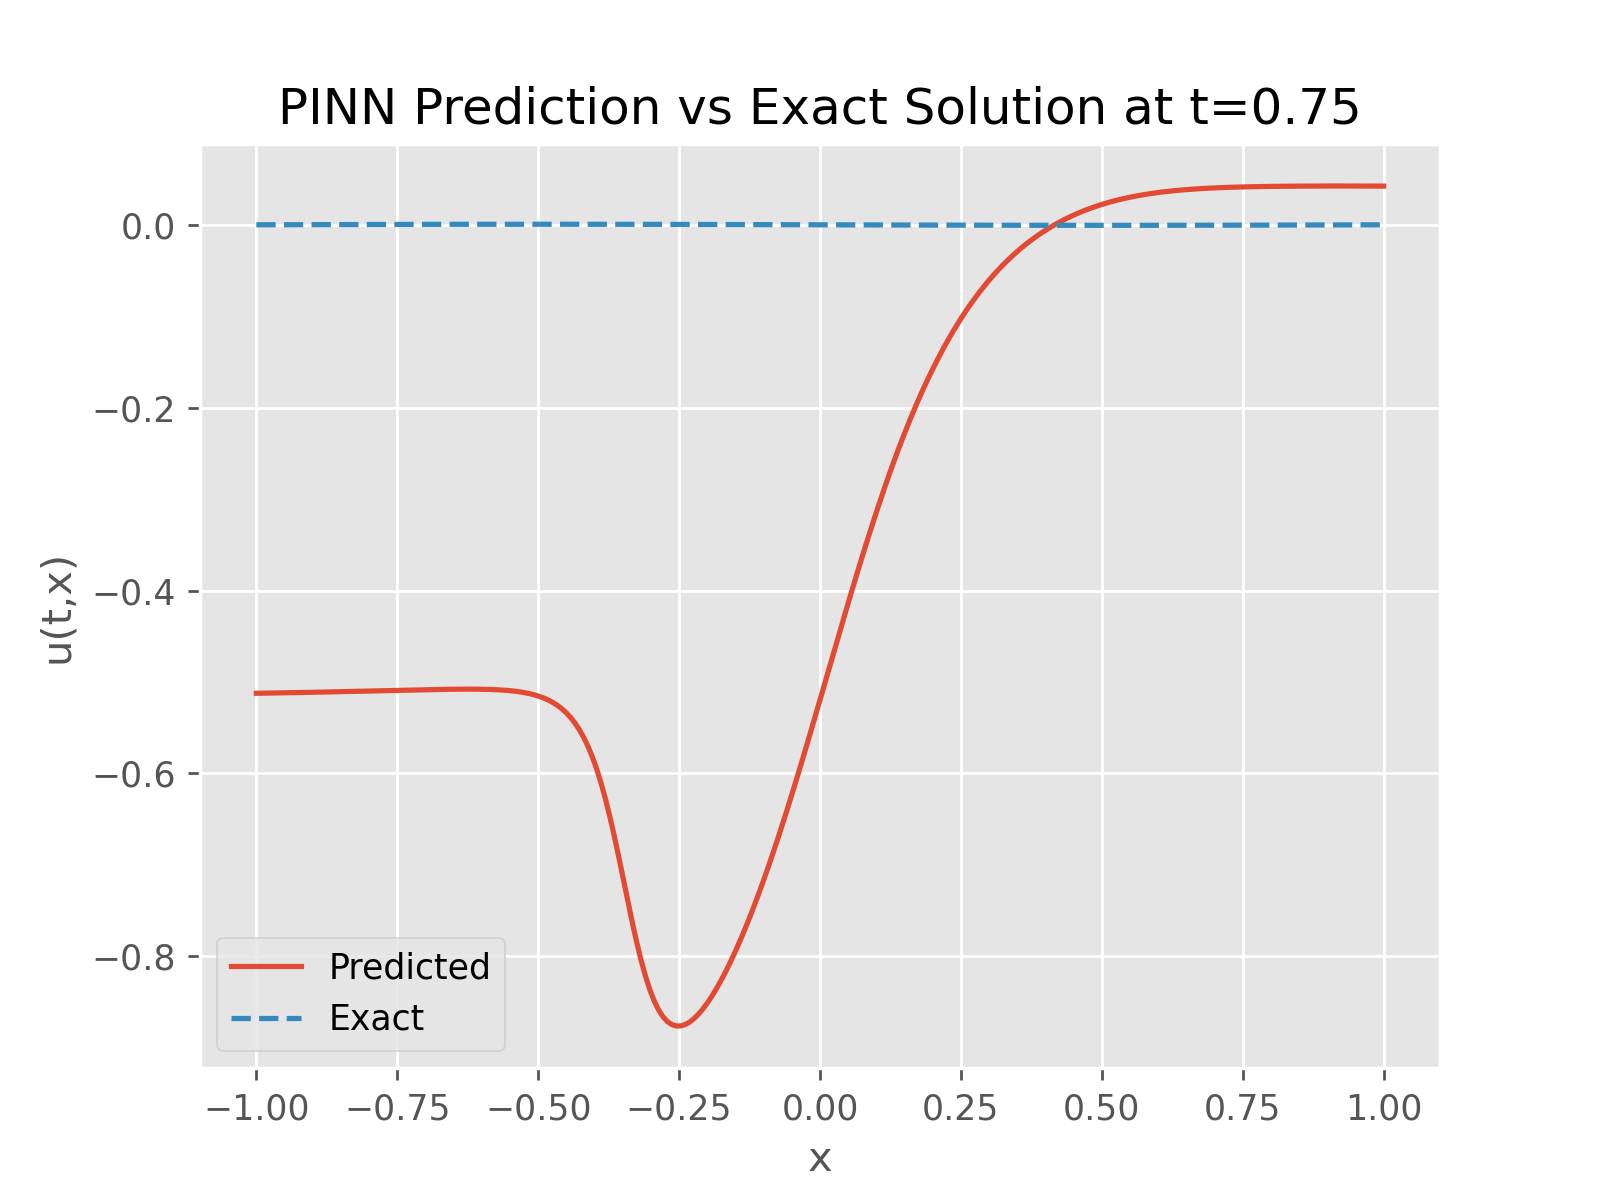 PINN Prediction vs Exact Solution at t=0.75
0.0
−0.2
−0.4
−0.6
−0.8
u(t,x)
Predicted
Exact
−1.00 −0.75 −0.50 −0.25 0.00 0.25 0.50 0.75 1.00
x